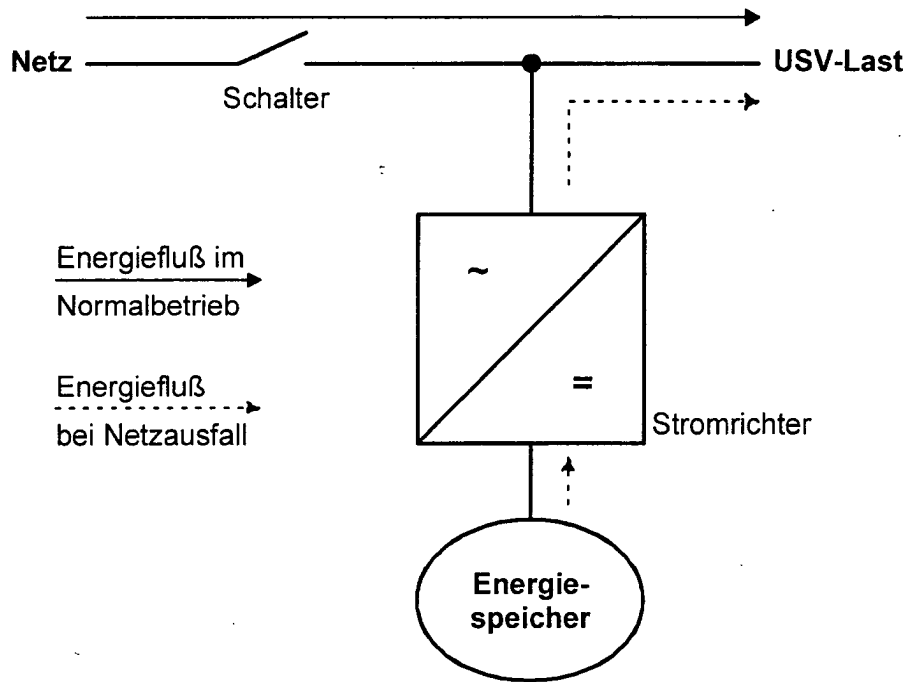 Netz
USV-Last
Schalter
Energiefluß im
Normalbetrieb
~
Energiefluß
bei Netzausfall
=
Stromrichter
Energie-
speicher